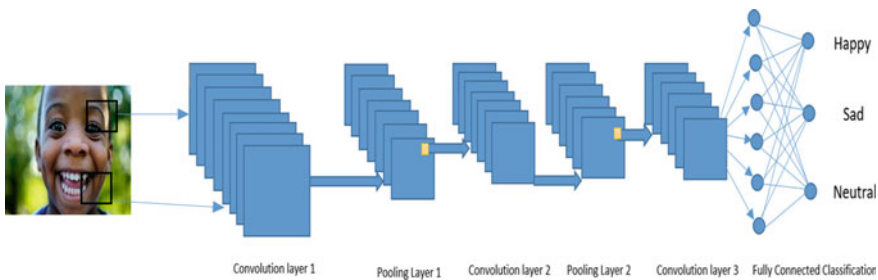 Happy
Sad
Neutral
Convolution layer 1
Pooling Layer 1
Convolution layer 2
Pooling Layer 2
Convolution layer 3
Fully Connected Classification